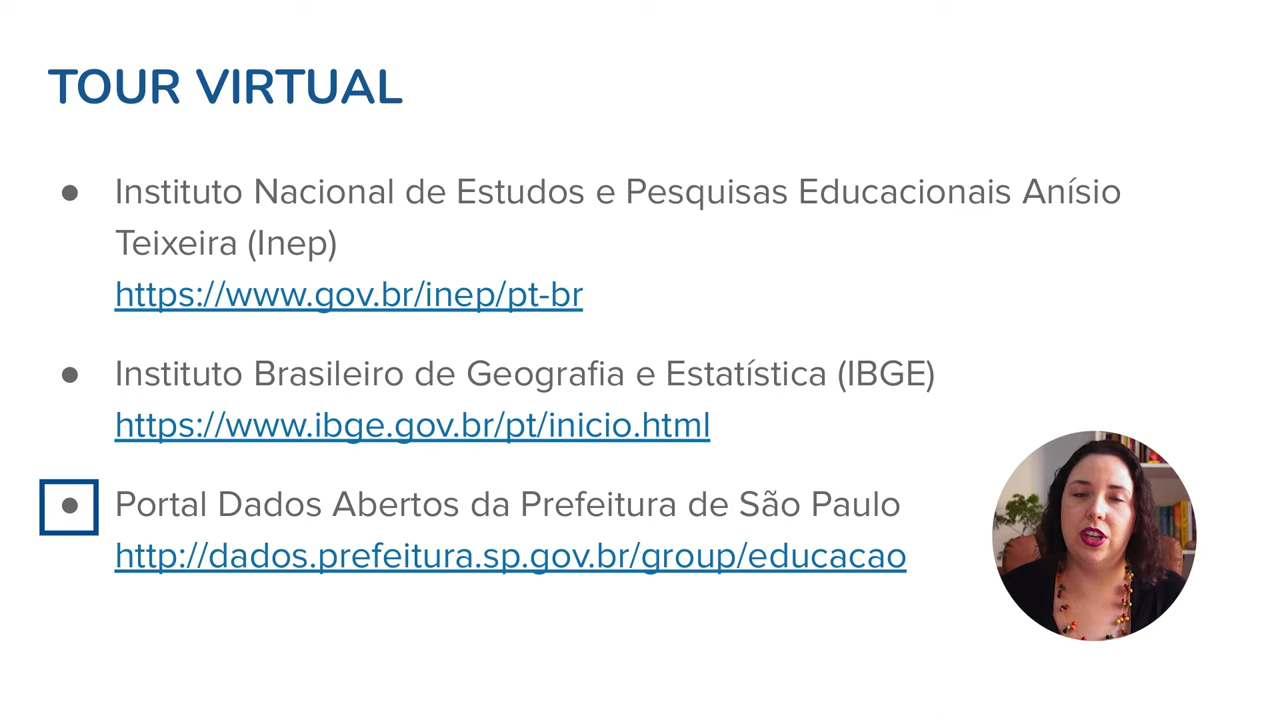 TOUR VIRTUAL
● Instituto Nacional de Estudos e Pesquisas Educacionais Anísio
Teixeira (Inep)
https://www.gov.br/inep/pt-br
● Instituto Brasileiro de Geografia e Estatística (IBGE)
https://www.ibge.gov.br/pt/inicio.html
● Portal Dados Abertos da Prefeitura de São Paulo
http://dados.prefeitura.sp.gov.br/group/educacao